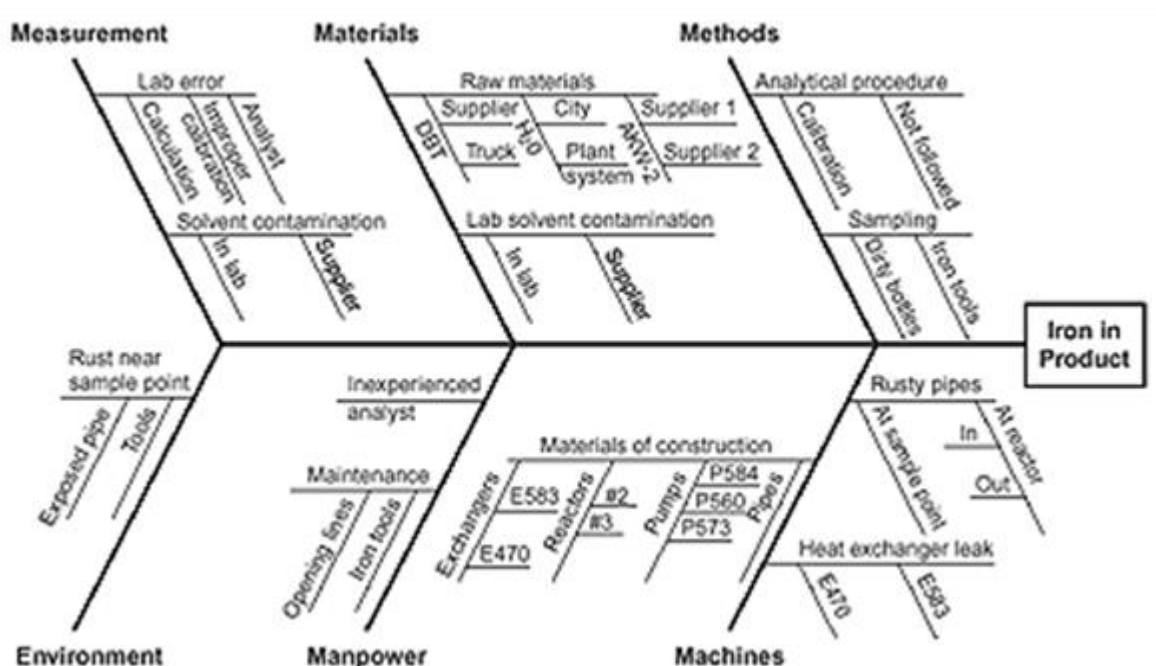 Measurement
Materials
Methods
Lab error
Calculation
Improper
calibration
Analyst
Solvent contamination
In lab
Supplier
Raw materials
DBT
Supplier
Truck
H20
City
Plant
system
AKW-2
Supplier 1
Supplier 2
Lab solvent contamination
In lab
Supplier
Analytical procedure
Calibration
Not followed
Sampling
Dirty bottles
Iron tools
Iron in
Product
Rust near
sample point
Exposed pipe
Tools
Inexperienced
analyst
Maintenance
Opening lines
Iron tools
Materials of construction
Exchangers
E583
E470
Reactors
#2
#3
Pumps
P584
P560
P573
Pipes
Rusty pipes
At sample point
At reactor
In
Out
Heat exchanger leak
E470
E583
Environment
Manpower
Machines